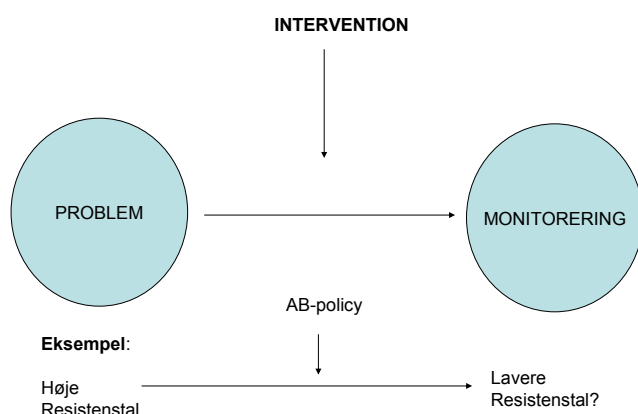 INTERVENTION
PROBLEM
MONITORERING
AB-policy
Eksempel:
Høje
Resistenstal
Lavere
Resistenstal?